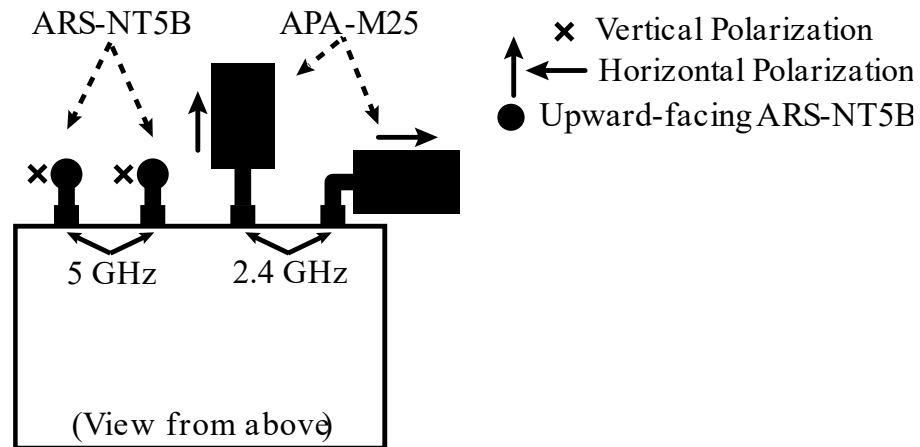 ARS-NT5B
APA-M25
Vertical Polarization
Horizontal Polarization
Upward-facing ARS-NT5B
5 GHz
2.4 GHz
(View from above)